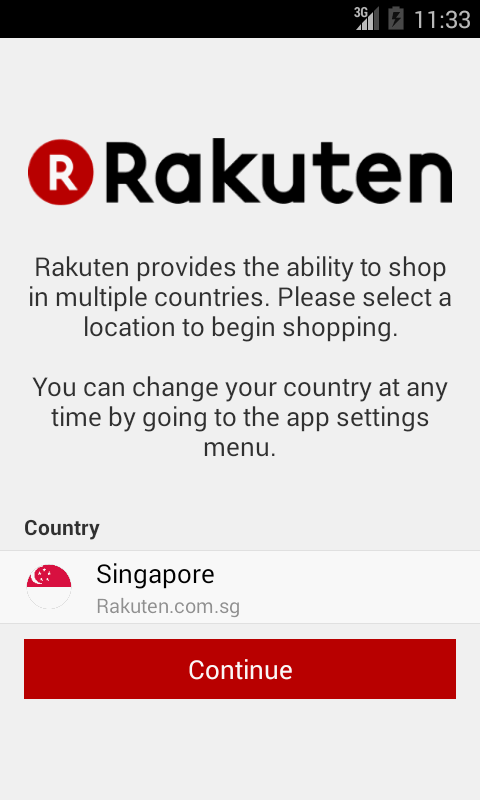 3G 11:33
R Rakuten
Rakuten provides the ability to shop
in multiple countries. Please select a
location to begin shopping.
You can change your country at any
time by going to the app settings
menu.
Country
Singapore
Rakuten.com.sg
Continue